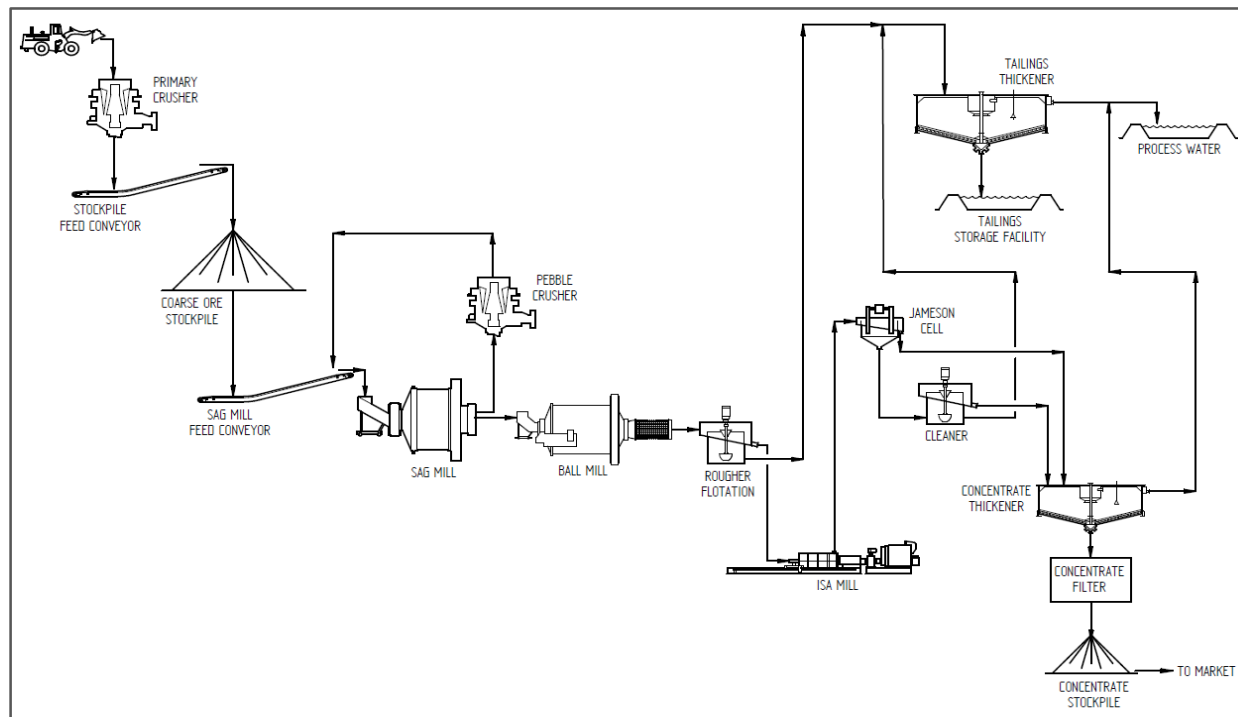 PRIMARY
CRUSHER
STOCKPILE
FEED CONVEYOR
COARSE ORE
STOCKPILE
SAG MILL
FEED CONVEYOR
PEBBLE
CRUSHER
SAG MILL
BALL MILL
ROUGHER
FLOTATION
ISA MILL
JAMESON
CELL
CLEANER
TAILINGS
THICKENER
PROCESS WATER
TAILINGS
STORAGE FACILITY
CONCENTRATE
THICKENER
CONCENTRATE
FILTER
TO MARKET
CONCENTRATE
STOCKPILE